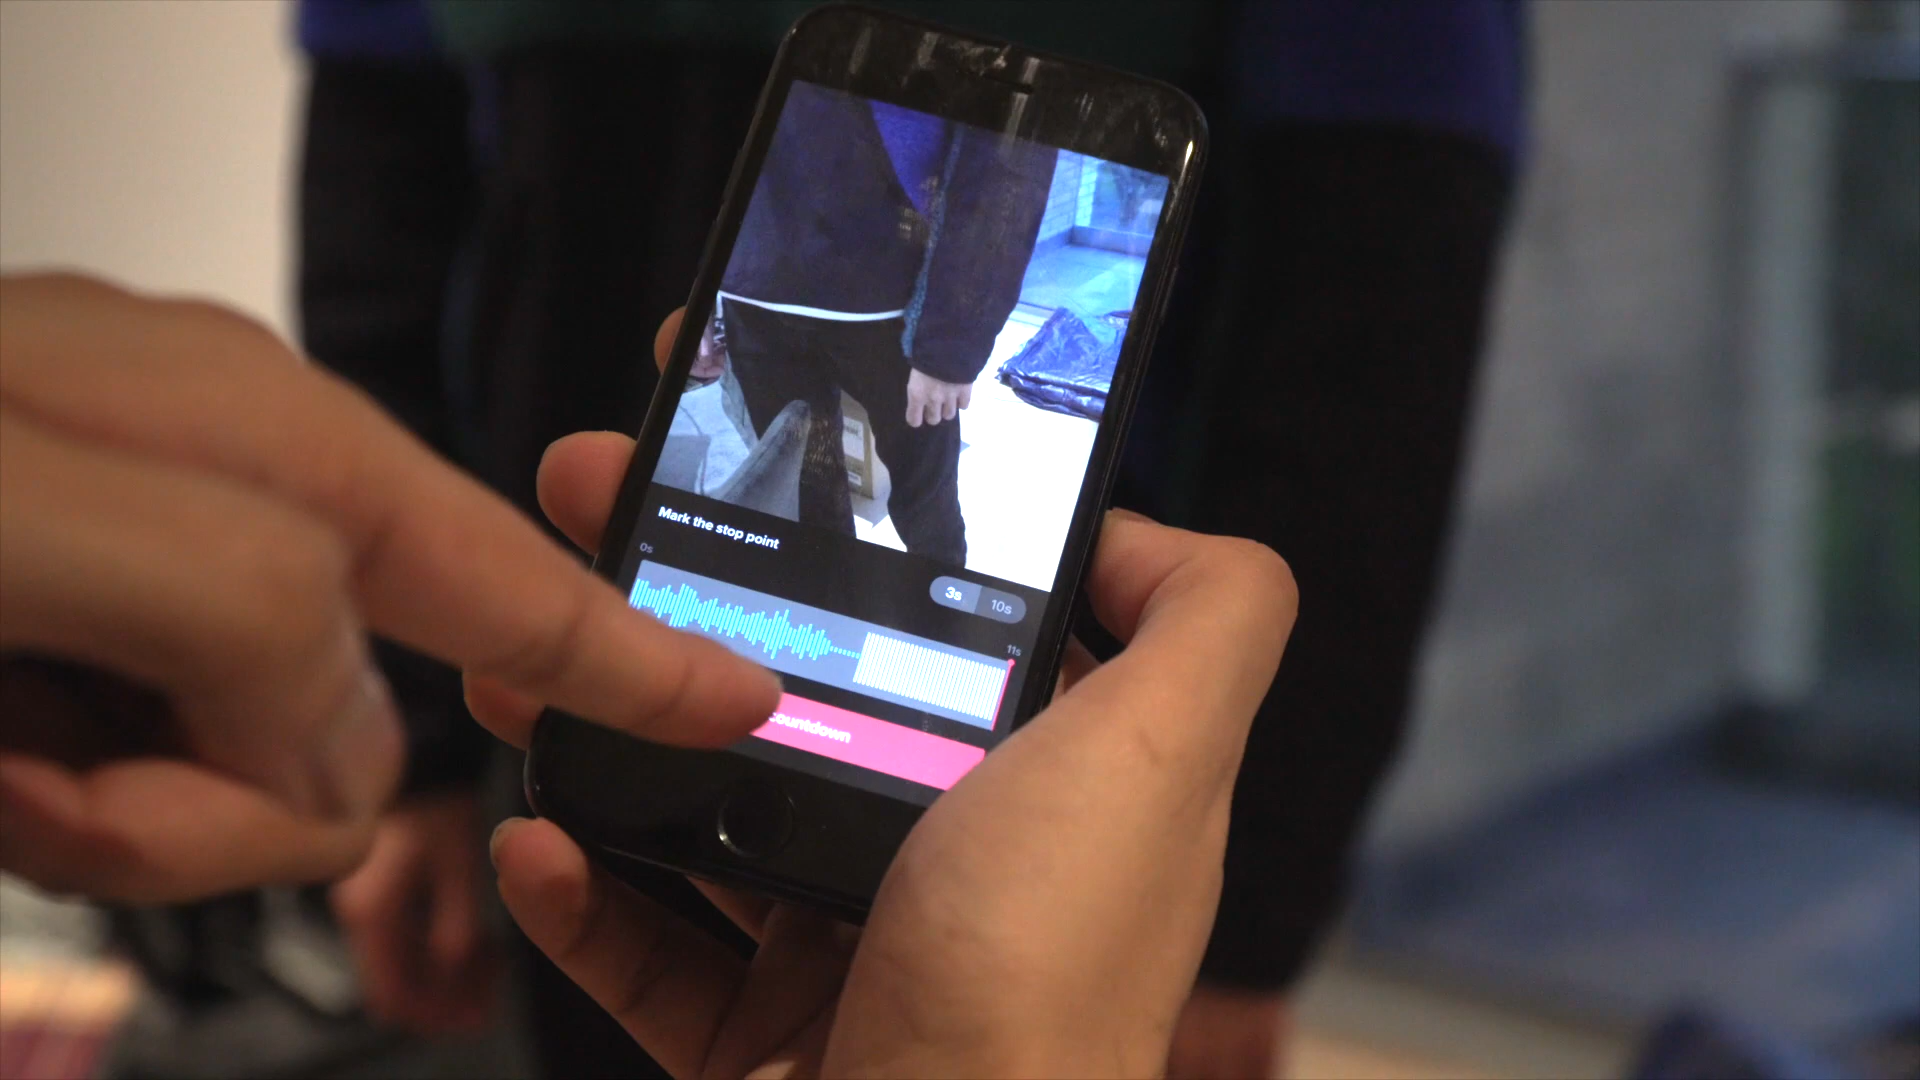 Mark the stop point
0s
3s 10s
11s
countdown